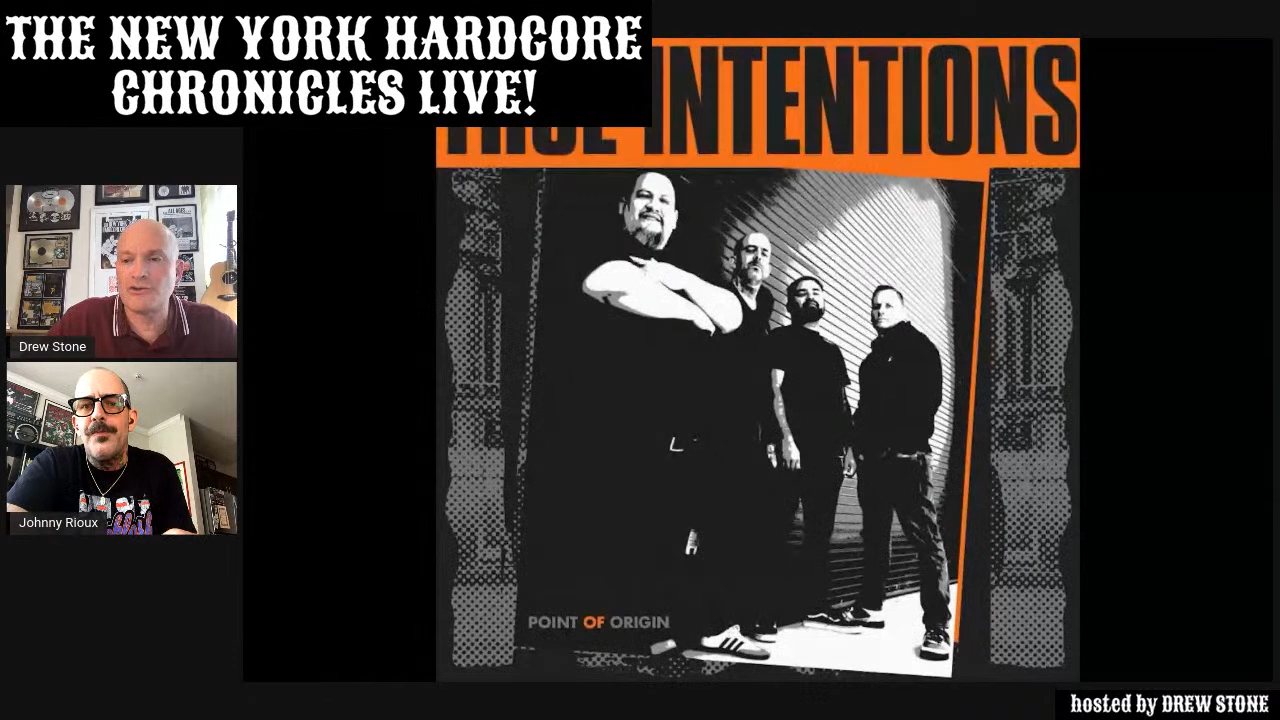 THE NEW YORK HARDCORE
CHRONICLES LIVE!
INTENTIONS
Drew Stone
Johnny Rioux
POINT OF ORIGIN
hosted by DREW STONE